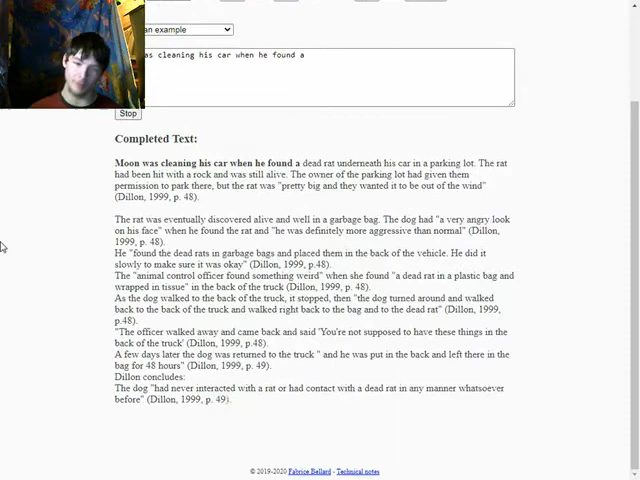 an example
as cleaning his car when he found a
Stop
Completed Text:
Moon was cleaning his car when he found a dead rat underneath his car in a parking lot. The rat
had been hit with a rock and was still alive. The owner of the parking lot had given them
permission to park there, but the rat was "pretty big and they wanted it to be out of the wind"
(Dillon, 1999, p. 48).
The rat was eventually discovered alive and well in a garbage bag. The dog had "a very angry look
on his face" when he found the rat and "he was definitely more aggressive than normal" (Dillon,
1999, p. 48).
He "found the dead rats in garbage bags and placed them in the back of the vehicle. He did it
slowly to make sure it was okay" (Dillon, 1999, p.48).
The "animal control officer found something weird" when she found "a dead rat in a plastic bag and
wrapped in tissue" in the back of the truck (Dillon, 1999, p. 48).
As the dog walked to the back of the truck, it stopped, then "the dog turned around and walked
back to the back of the truck and walked right back to the bag and to the dead rat" (Dillon, 1999,
p.48).
"The officer walked away and came back and said 'You're not supposed to have these things in the
back of the truck' (Dillon, 1999, p.48).
A few days later the dog was returned to the truck " and he was put in the back and left there in the
bag for 48 hours" (Dillon, 1999, p. 49).
Dillon concludes:
The dog "had never interacted with a rat or had contact with a dead rat in any manner whatsoever
before" (Dillon, 1999, p. 49).
© 2019-2020 Fabrice Bellard - Technical notes